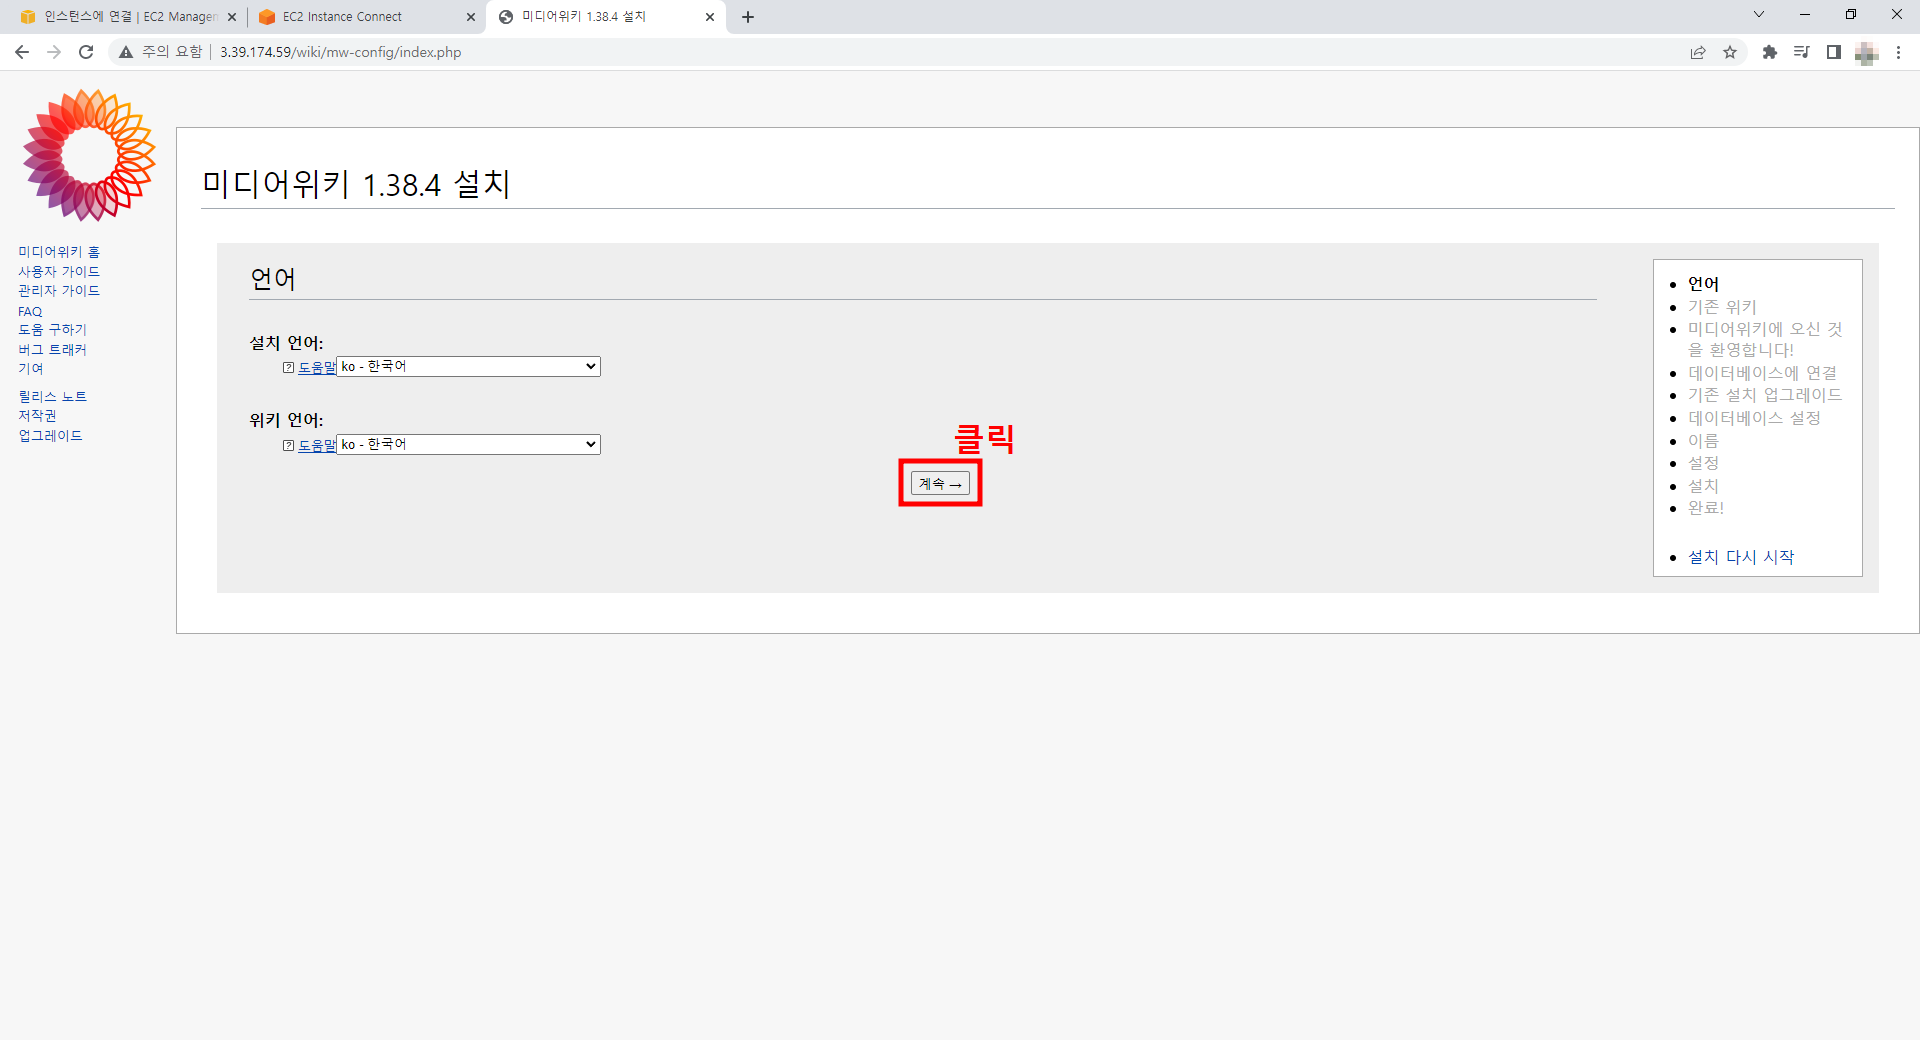 인스턴스에 연결 | EC2 Managen
EC2 Instance Connect
미디어위키 1.38.4 설치
주의 요함
3.39.174.59/wiki/mw-config/index.php
미디어위키 홈
사용자 가이드
관리자 가이드
FAQ
도움 구하기
버그 트래커
기여
릴리스 노트
저작권
업그레이드
미디어위키 1.38.4 설치
언어
설치 언어:
도움말 ko - 한국어
위키 언어:
도움말 ko - 한국어
클릭
계속 →
언어
기존 위키
미디어위키에 오신 것
을 환영합니다!
데이터베이스에 연결
기존 설치 업그레이드
데이터베이스 설정
이름
설정
설치
완료!
설치 다시 시작